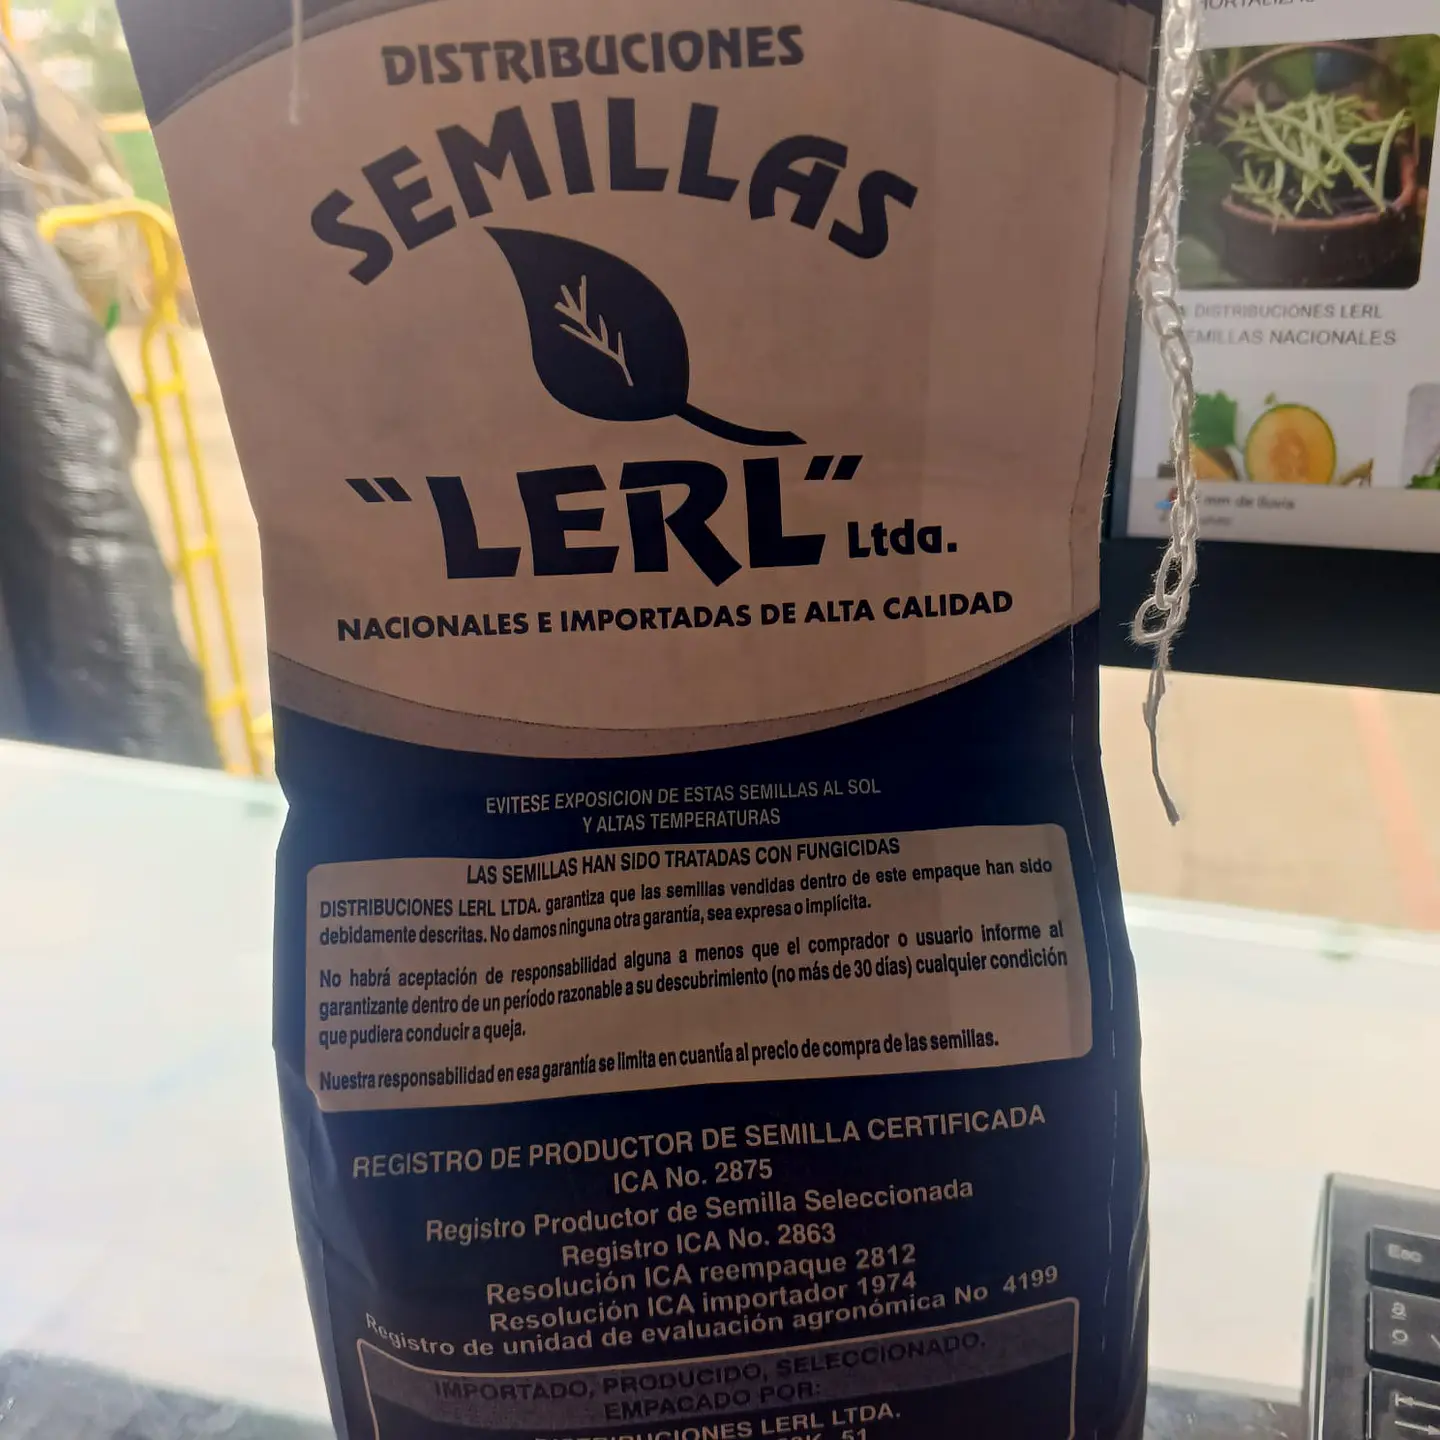 DISTRIBUCIONES
SEMILLAS
"LERL" Ltda.
NACIONALES E IMPORTADAS DE ALTA CALIDAD
EVITESE EXPOSICION DE ESTAS SEMILLAS AL SOL
Y ALTAS TEMPERATURAS
LAS SEMILLAS HAN SIDO TRATADAS CON FUNGICIDAS
DISTRIBUCIONES LERL LTDA. garantiza que las semillas vendidas dentro de este empaque han sido
debidamente descritas. No damos ninguna otra garantía, sea expresa o implícita.
No habrá aceptación de responsabilidad alguna a menos que el comprador o usuario informe al
garantizante dentro de un período razonable a su descubrimiento (no más de 30 días) cualquier condición
que pudiera conducir a queja.
Nuestra responsabilidad en esa garantía se limita en cuantía al precio de compra de las semillas.
REGISTRO DE PRODUCTOR DE SEMILLA CERTIFICADA
ICA No. 2875
Registro Productor de Semilla Seleccionada
Registro ICA No. 2863
Resolución ICA reempaque 2812
Resolución ICA importador 1974
Registro de unidad de evaluación agronómica No 4199
IMPORTADO, PRODUCIDO, SELECCIONADO,
EMPACADO POR:
LERL LTDA.
51
DISTRIBUCIONES LERL
SEMILLAS NACIONALES
mm de lluvia
Esc